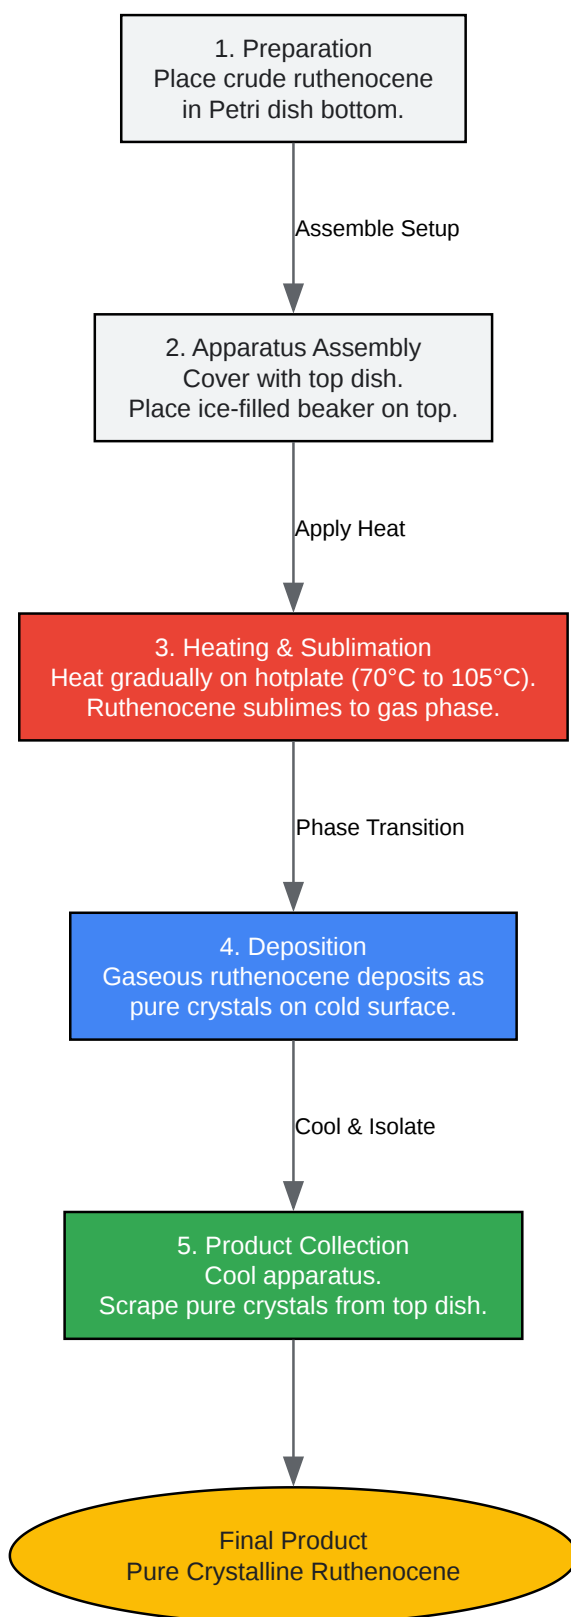 1. Preparation
Place crude ruthenocene
in Petri dish bottom.
Assemble Setup
2. Apparatus Assembly
Cover with top dish.
Place ice-filled beaker on top.
Apply Heat
3. Heating & Sublimation
Heat gradually on hotplate (70°C to 105°C).
Ruthenocene sublimes to gas phase.
Phase Transition
4. Deposition
Gaseous ruthenocene deposits as
pure crystals on cold surface.
Cool & Isolate
5. Product Collection
Cool apparatus.
Scrape pure crystals from top dish.
Final Product
Pure Crystalline Ruthenocene